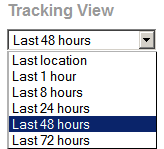 Tracking View
Last 48 hours
Last location
Last 1 hour
Last 8 hours
Last 24 hours
Last 48 hours
Last 72 hours